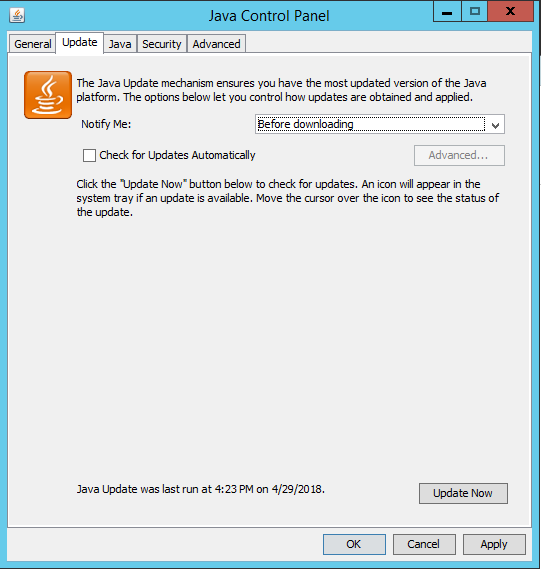 Java Control Panel
General Update Java Security Advanced
The Java Update mechanism ensures you have the most updated version of the Java
platform. The options below let you control how updates are obtained and applied.
Notify Me: Before downloading
Check for Updates Automatically Advanced...
Click the "Update Now" button below to check for updates. An icon will appear in the
system tray if an update is available. Move the cursor over the icon to see the status of
the update.
Java Update was last run at 4:23 PM on 4/29/2018. Update Now
OK Cancel Apply